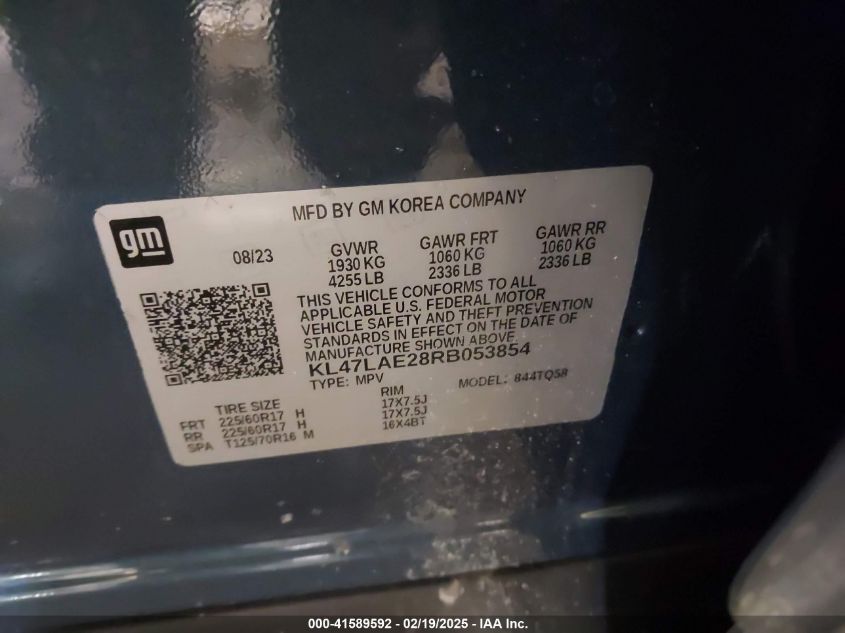 MFD BY GM KOREA COMPANY
gm
08/23 GVWR GAWR FRT GAWR RR
1930 KG 1060 KG 1060 KG
4255 LB 2336 LB 2336 LB
THIS VEHICLE CONFORMS TO ALL
APPLICABLE U.S. FEDERAL MOTOR
VEHICLE SAFETY AND THEFT PREVENTION
STANDARDS IN EFFECT ON THE DATE OF
MANUFACTURE SHOWN ABOVE.
KL47LAE28RB053854
TYPE: MPV MODEL: 844TQ58
TIRE SIZE RIM
FRT 225/60R17 H 17X7.5J
RR 225/60R17 H 17X7.5J
SPA T125/70R16 M 16X4BT
000-41589592 - 02/19/2025 - IAA Inc.